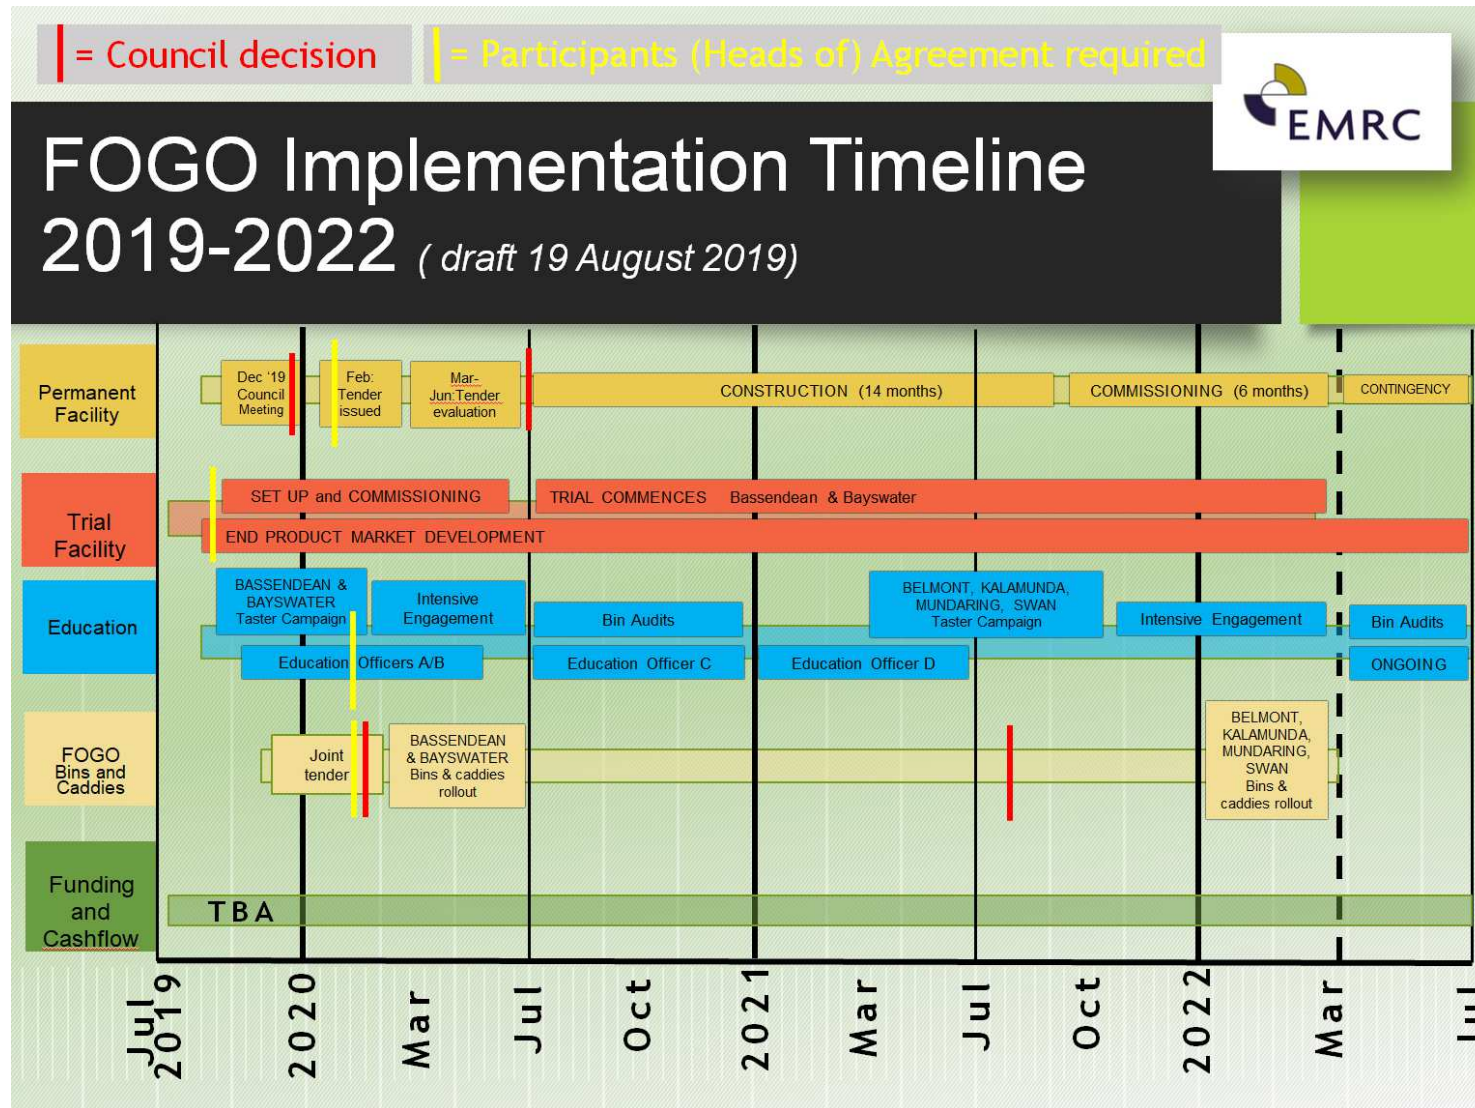 = Council decision
= Participants (Heads of) Agreement required
EMRC
FOGO Implementation Timeline
2019-2022 ( draft 19 August 2019)
Permanent
Facility
Dec '19
Council
Meeting
Feb:
Tender
issued
Mar-
Jun:Tender
evaluation
CONSTRUCTION (14 months)
COMMISSIONING (6 months)
CONTINGENCY
Trial
Facility
SET UP and COMMISSIONING
TRIAL COMMENCES Bassendean & Bayswater
END PRODUCT MARKET DEVELOPMENT
Education
BASSENDEAN &
BAYSWATER
Taster Campaign
Intensive
Engagement
Bin Audits
BELMONT, KALAMUNDA,
MUNDARING, SWAN
Taster Campaign
Intensive Engagement
Bin Audits
Education Officers A/B
Education Officer C
Education Officer D
ONGOING
FOGO
Bins and
Caddies
Joint
tender
BASSENDEAN
& BAYSWATER
Bins & caddies
rollout
BELMONT,
KALAMUNDA,
MUNDARING,
SWAN
Bins &
caddies rollout
Funding
and
Cashflow
TBA
Jul
2019
2020
Mar
Jul
Oct
2021
Mar
Jul
Oct
2022
Mar